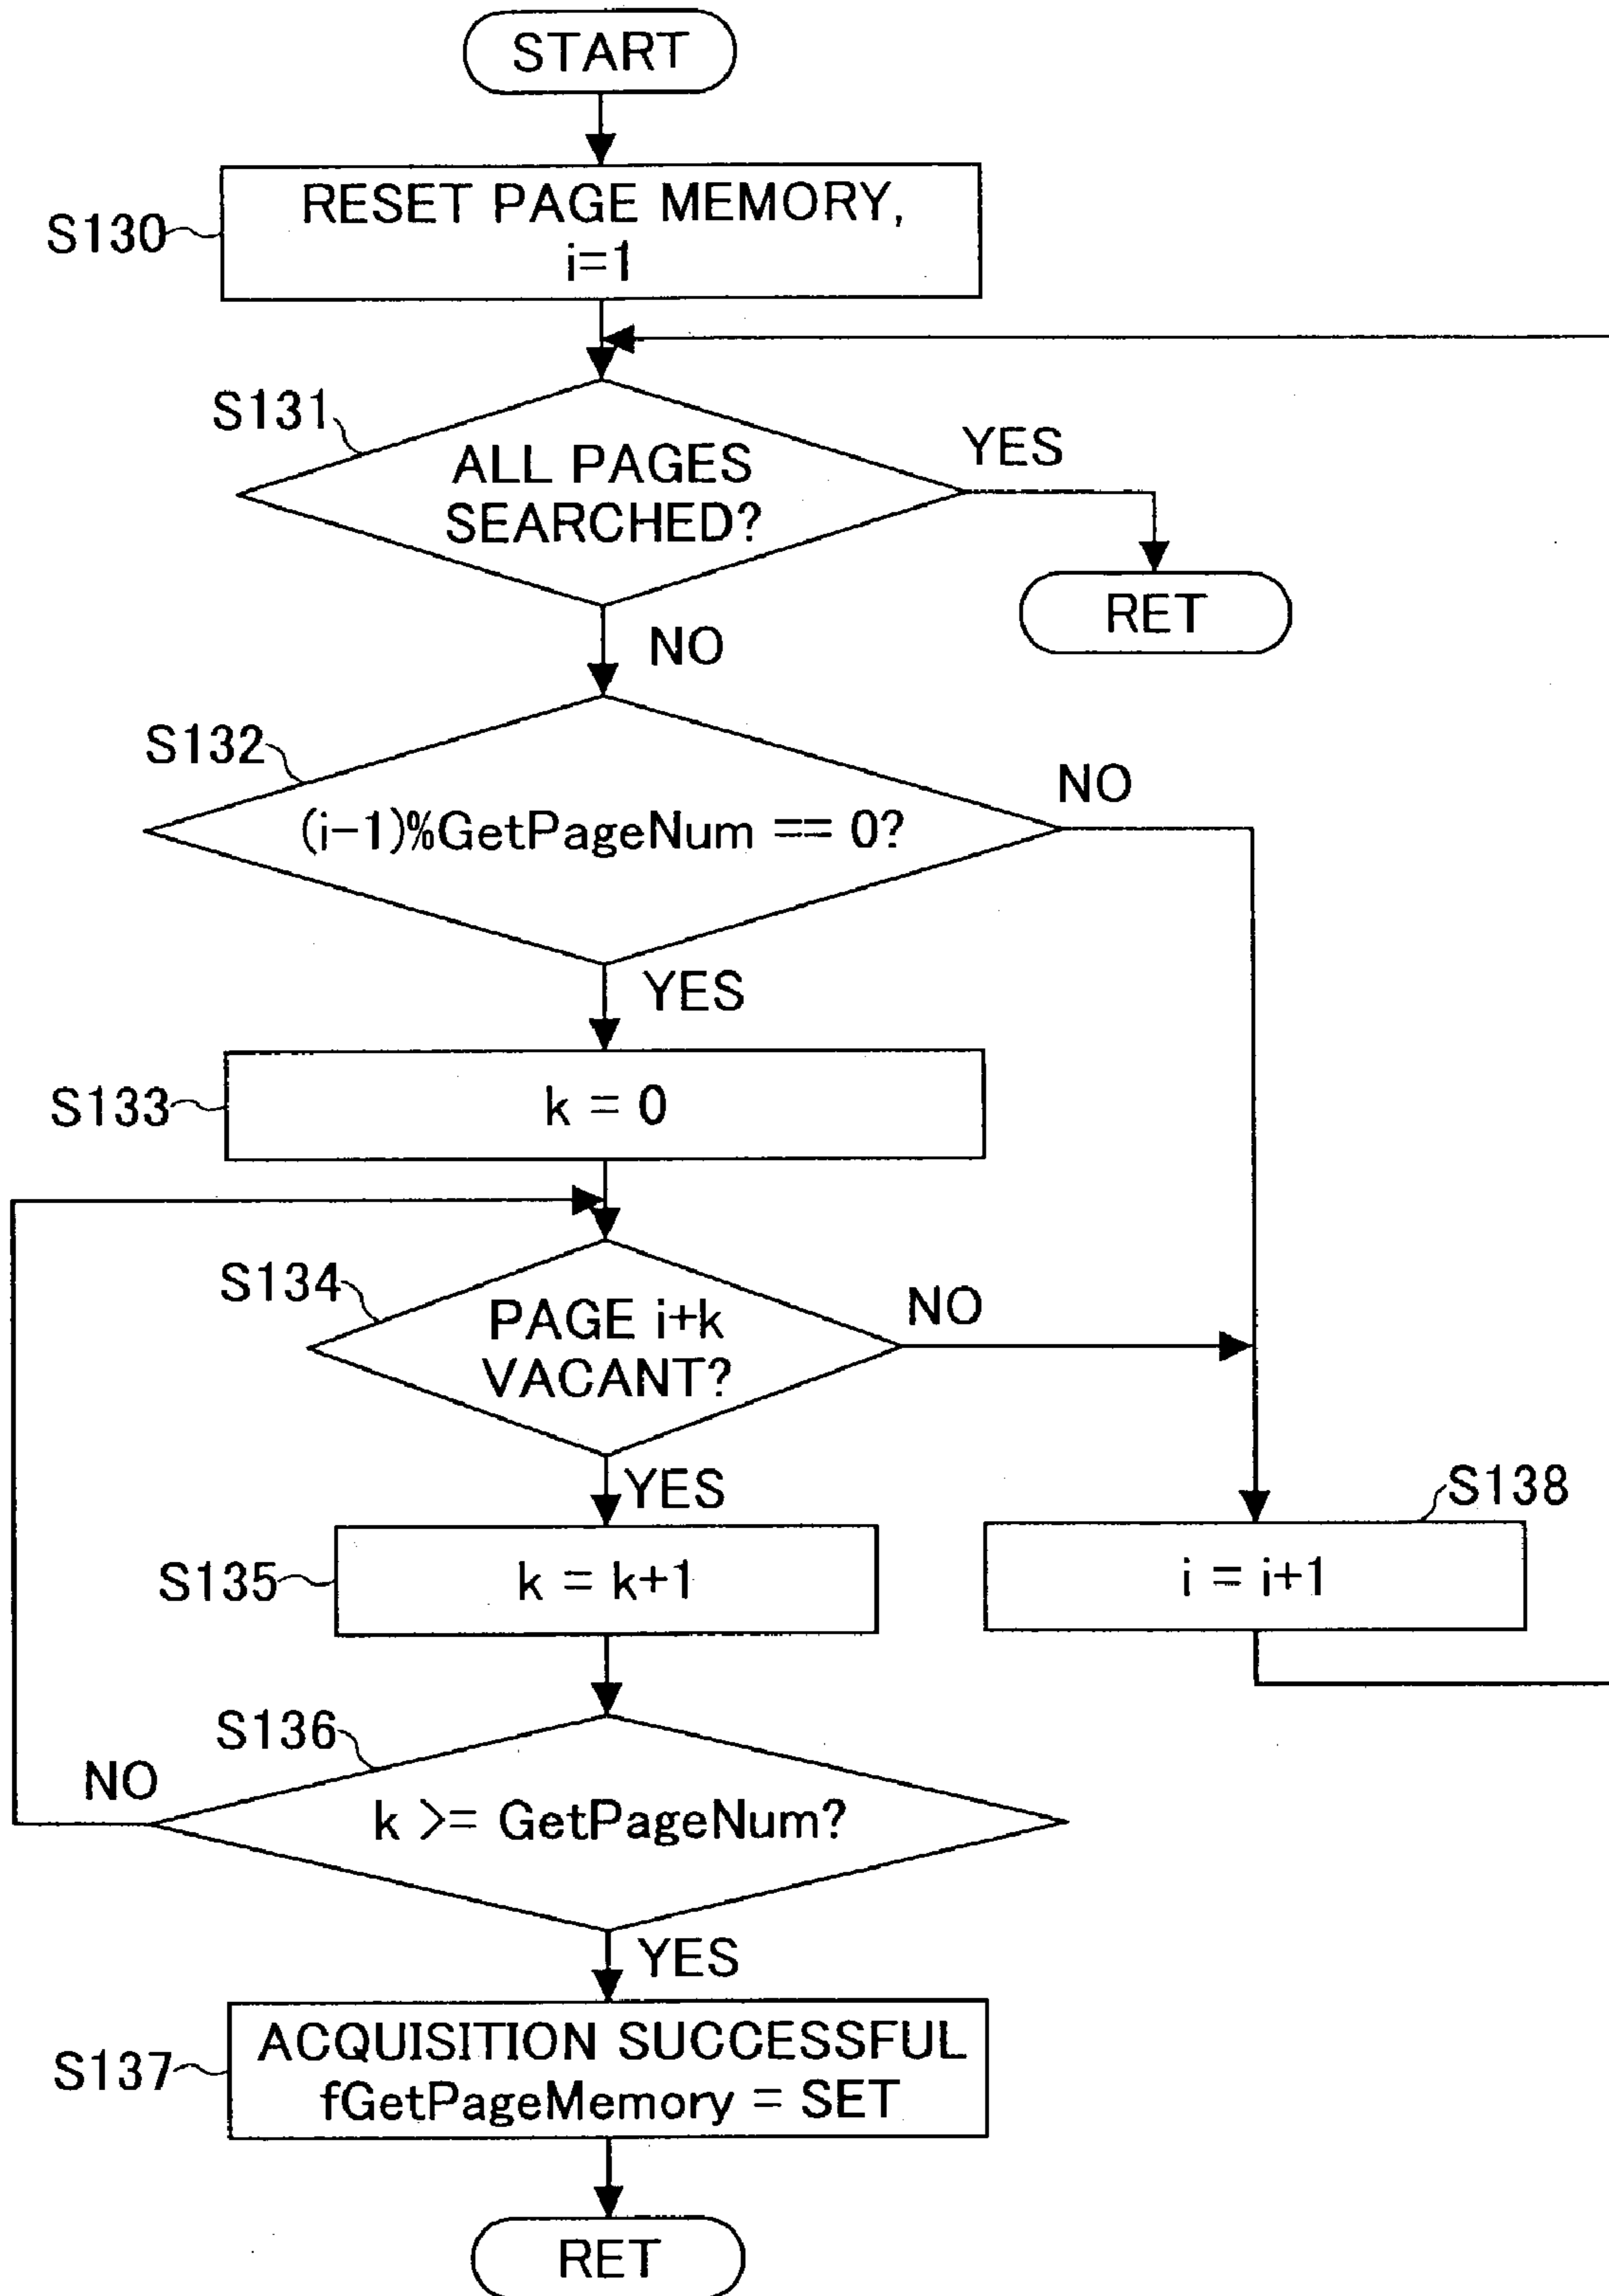 START
S130
RESET PAGE MEMORY,
i=1
S131
ALL PAGES
SEARCHED?
YES
RET
NO
S132
(i-1)%GetPageNum == 0?
NO
YES
S133
k = 0
S134
PAGE i+k
VACANT?
NO
YES
S135
k = k+1
S138
i = i+1
S136
k >= GetPageNum?
NO
YES
S137
ACQUISITION SUCCESSFUL
fGetPageMemory = SET
RET